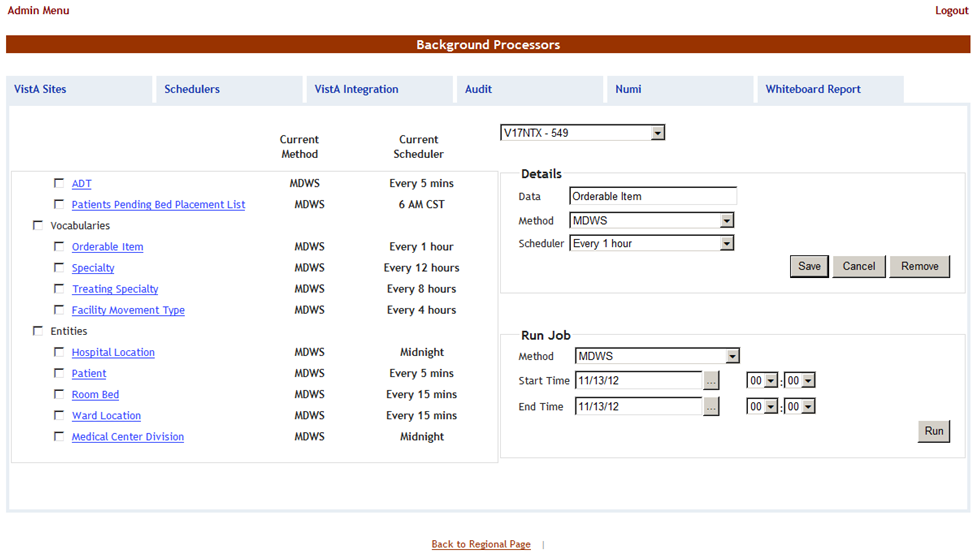 Admin Menu Logout
Background Processors
VistA Sites Schedulers VistA Integration Audit Numi Whiteboard Report
Current Method Current Scheduler
ADT MDWS Every 5 mins
Patients Pending Bed Placement List MDWS 6 AM CST
Vocabularies
Orderable Item MDWS Every 1 hour
Specialty MDWS Every 12 hours
Treating Specialty MDWS Every 8 hours
Facility Movement Type MDWS Every 4 hours
Entities
Hospital Location MDWS Midnight
Patient MDWS Every 5 mins
Room Bed MDWS Every 15 mins
Ward Location MDWS Every 15 mins
Medical Center Division MDWS Midnight
V17NTX - 549
Details
Data Orderable Item
Method MDWS
Scheduler Every 1 hour
Save Cancel Remove
Run Job
Method MDWS
Start Time 11/13/12 ... 00 : 00
End Time 11/13/12 ... 00 : 00
Run
Back to Regional Page |